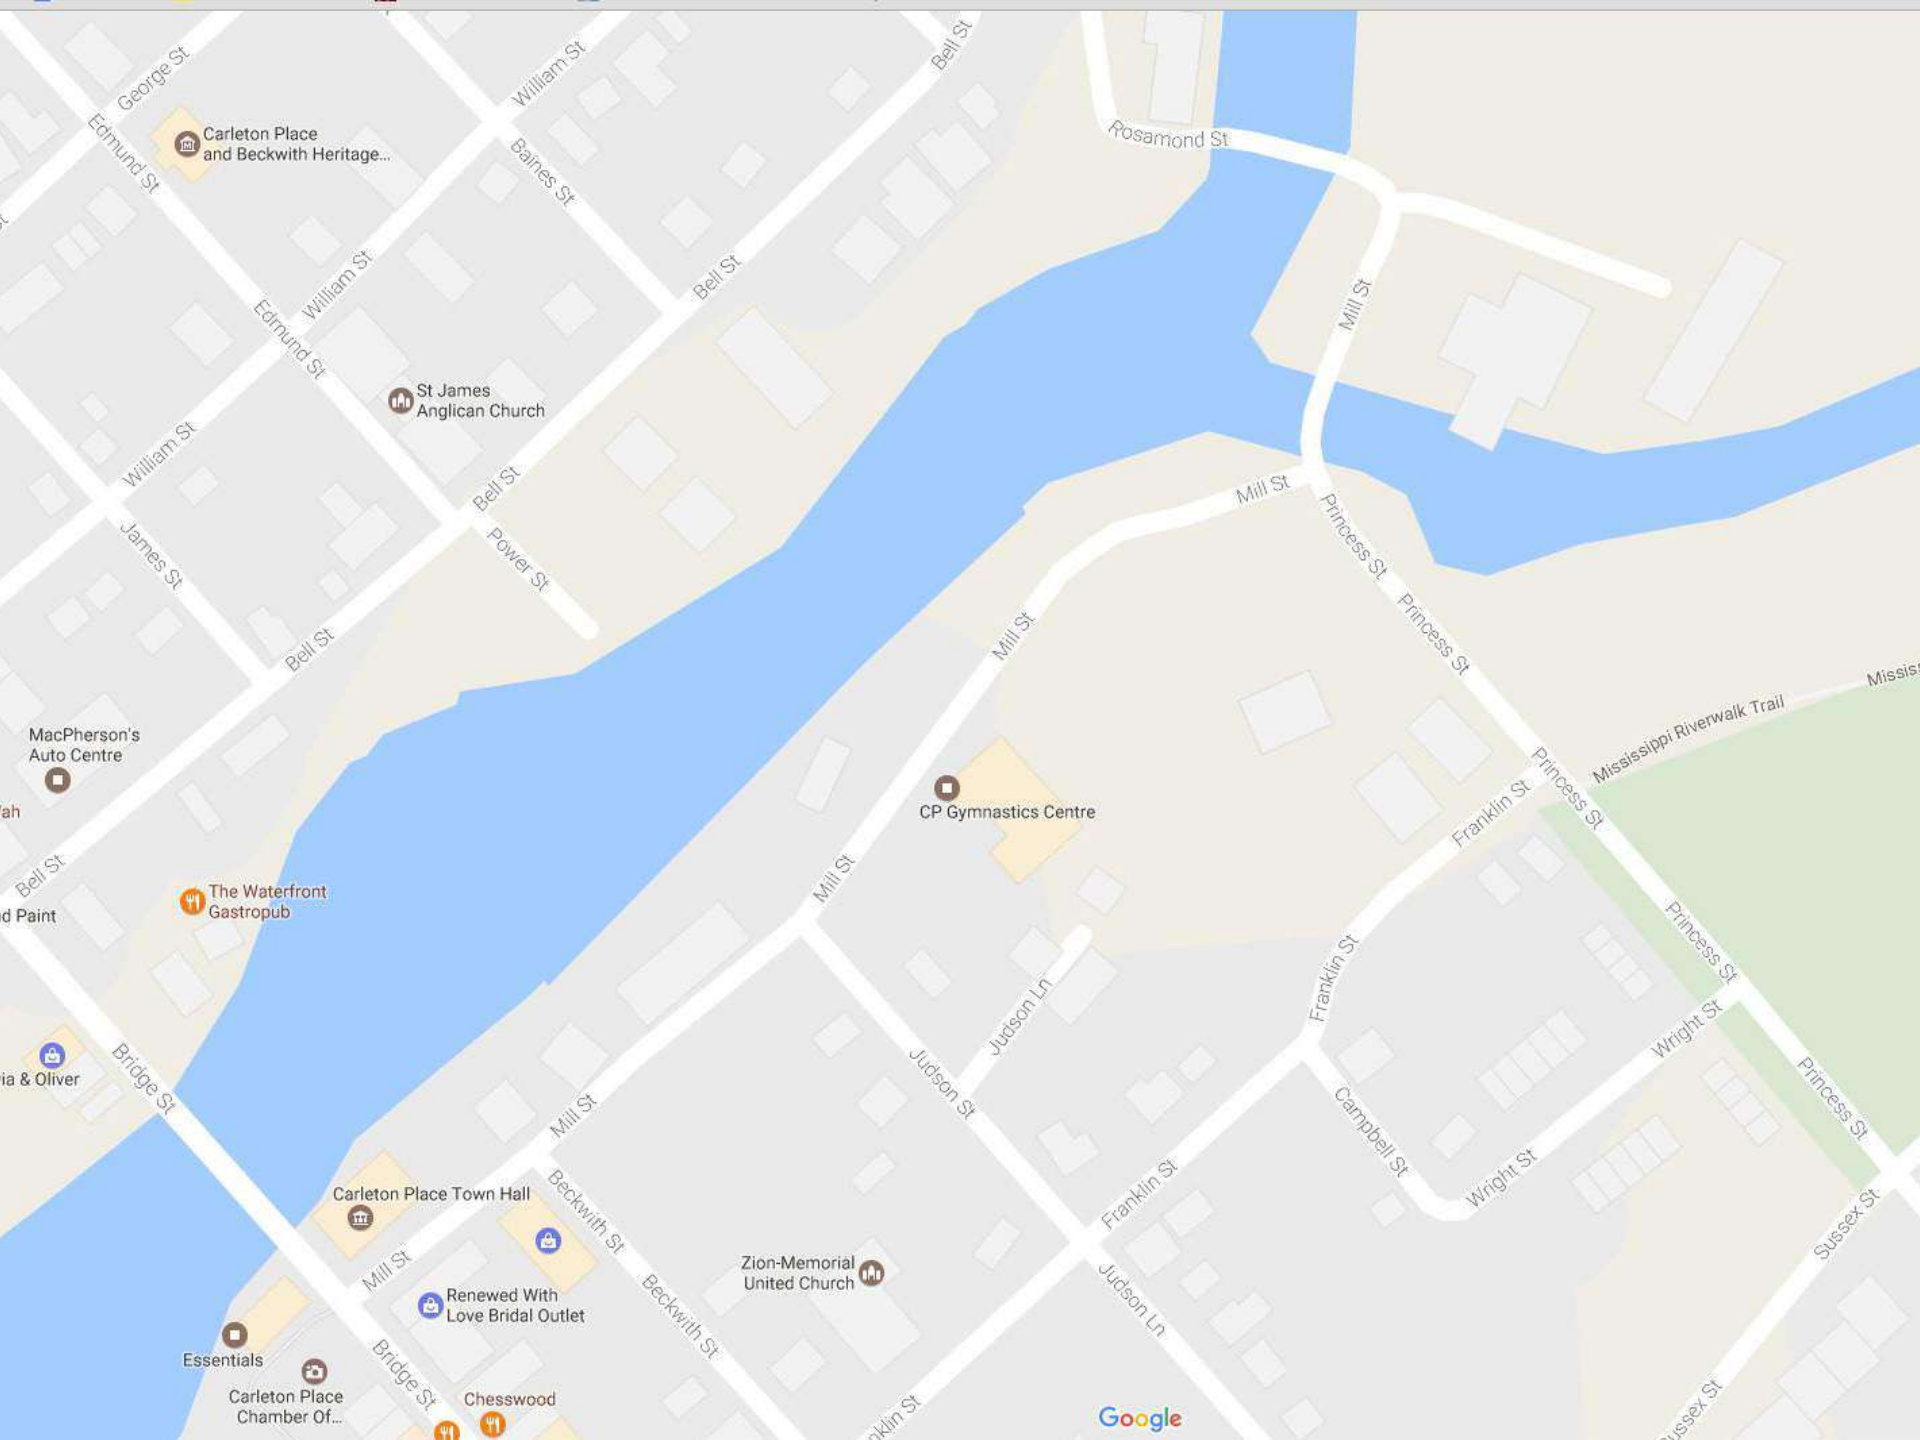 George St
William St
Bell St
Carleton Place
and Beckwith Heritage...
Edmund St
Baines St
Rosamond St
William St
Bell St
Mill St
Edmund St
St James
Anglican Church
William St
Bell St
Mill St
Princess St
James St
Power St
Princess St
Bell St
Mill St
Mississippi Riverwalk Trail
Mississ
MacPherson's
Auto Centre
CP Gymnastics Centre
Franklin St
Princess St
ah
Bell St
Mill St
The Waterfront
Gastropub
d Paint
Princess St
Franklin St
Judson Ln
Wright St
ia & Oliver
Bridge St
Judson St
Mill St
Campbell St
Princess St
Carleton Place Town Hall
Beckwith St
Franklin St
Wright St
Sussex St
Mill St
Zion-Memorial
United Church
Renewed With
Love Bridal Outlet
Beckwith St
Judson Ln
Essentials
Bridge St
Carleton Place
Chamber Of...
Chesswood
nklin St
Google
ussex St